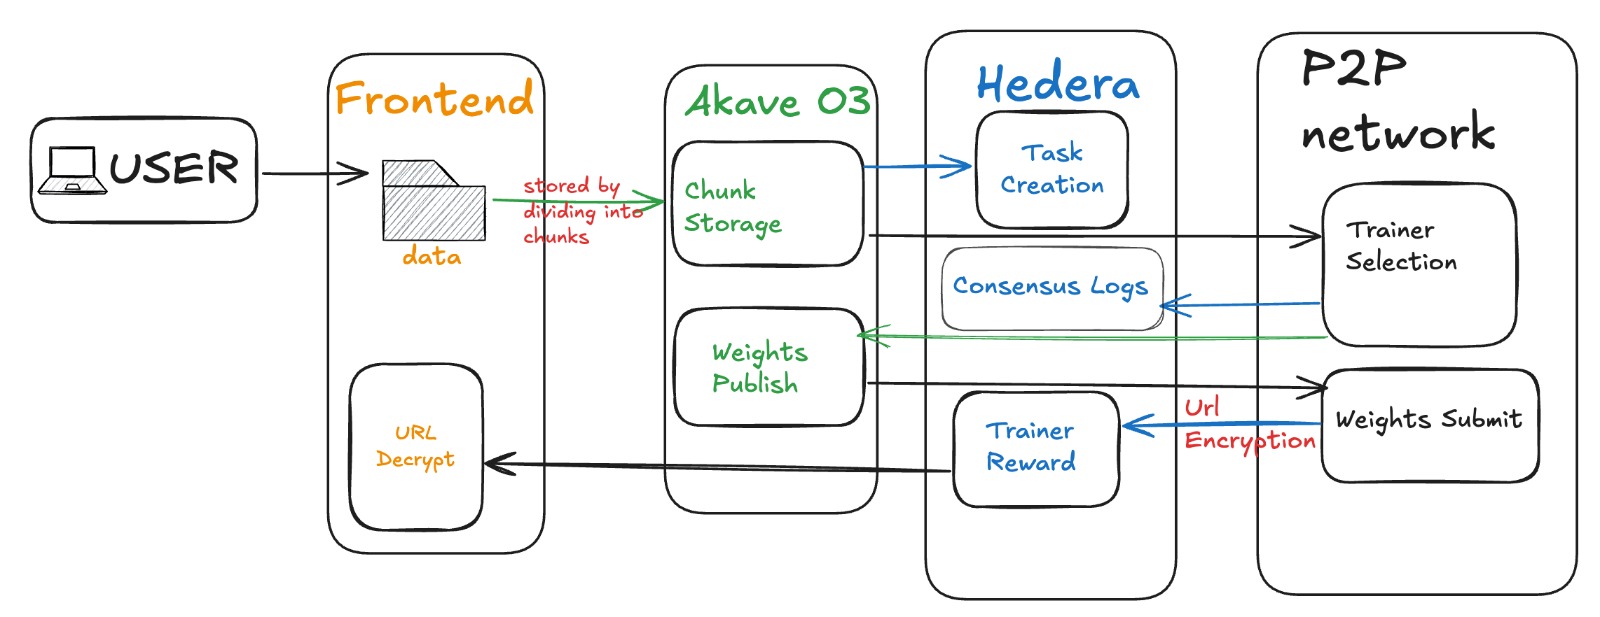 USER
Frontend
data
stored by
dividing into
chunks
URL
Decrypt
Akave O3
Chunk
Storage
Weights
Publish
Hedera
Task
Creation
Consensus Logs
Trainer
Reward
Url
Encryption
P2P
network
Trainer
Selection
Weights Submit